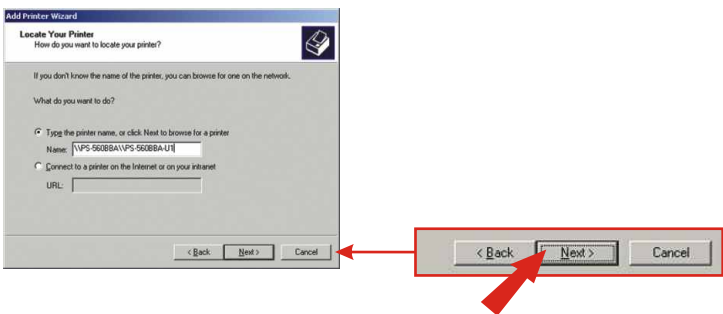 Add Printer Wizard
Locate Your Printer
How do you want to locate your printer?
If you don't know the name of the printer, you can browse for one on the network.
What do you want to do?
Type the printer name, or click Next to browse for a printer
Name: \\PS-560BBA\\PS-560BBA-U1
Connect to a printer on the Internet or on your intranet
URL:
< Back Next > Cancel
< Back Next > Cancel